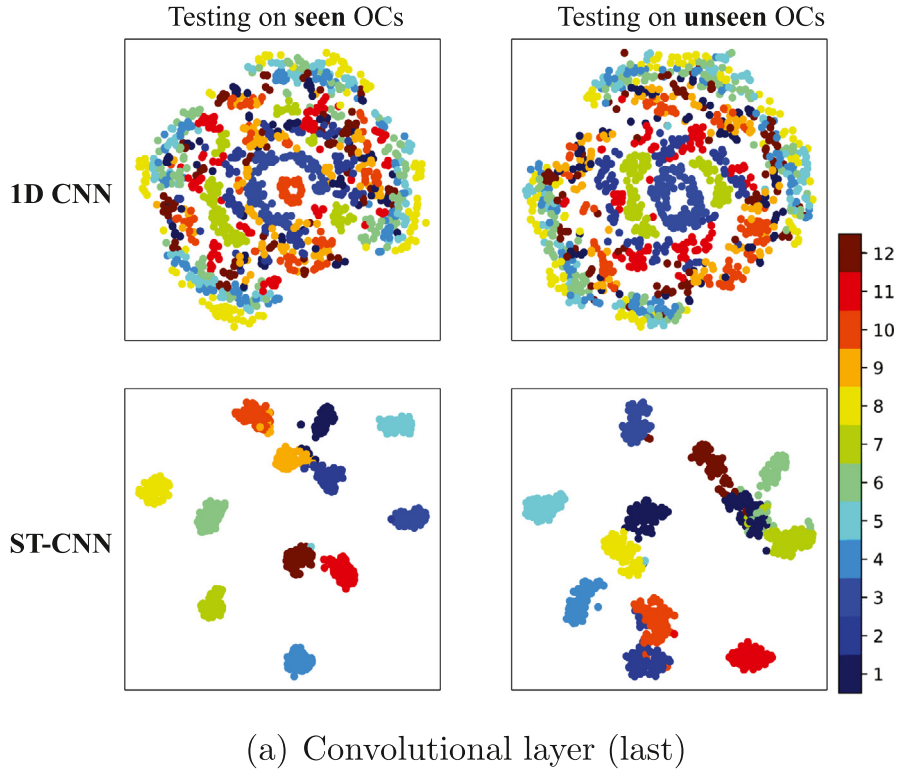 Testing on seen OCs
Testing on unseen OCs
1D CNN
ST-CNN
12
11
10
9
8
7
6
5
4
3
2
1
(a) Convolutional layer (last)